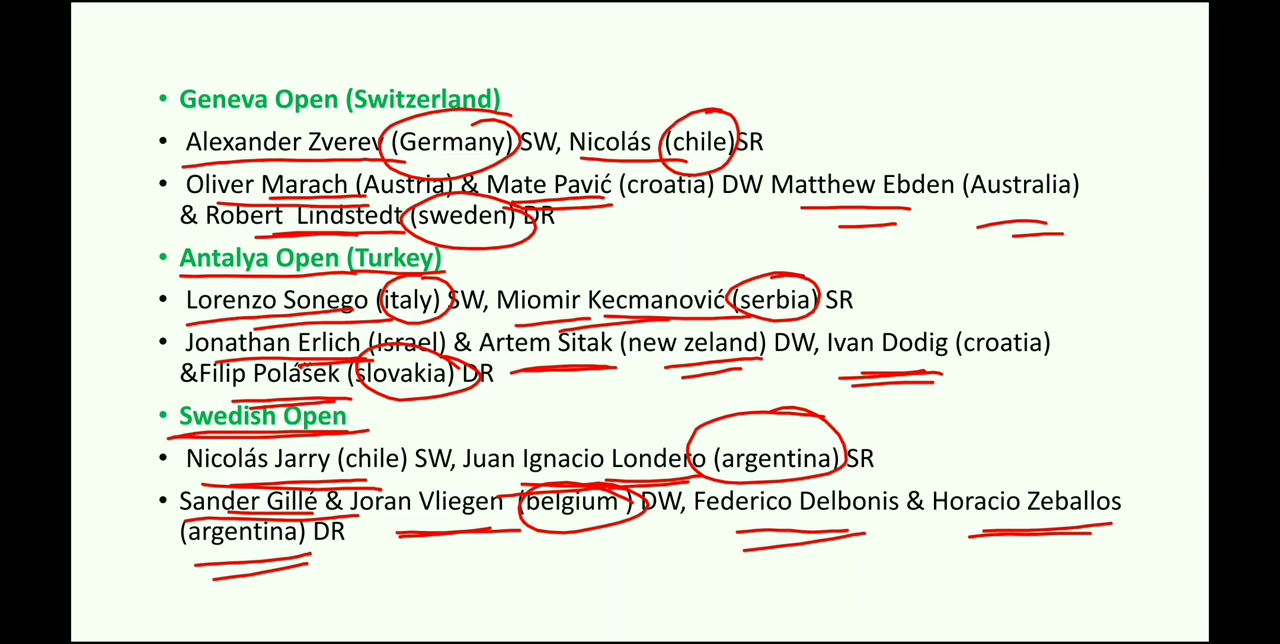 • Geneva Open (Switzerland)
• Alexander Zverev (Germany) SW, Nicolás (chile)SR
• Oliver Marach (Austria) & Mate Pavić (croatia) DW Matthew Ebden (Australia)
& Robert Lindstedt (sweden) DR
• Antalya Open (Turkey)
• Lorenzo Sonego (italy) SW, Miomir Kecmanović (serbia) SR
• Jonathan Erlich (Israel) & Artem Sitak (new zeland) DW, Ivan Dodig (croatia)
&Filip Polášek (slovakia) DR
• Swedish Open
• Nicolás Jarry (chile) SW, Juan Ignacio Londero (argentina) SR
• Sander Gillé & Joran Vliegen (belgium ) DW, Federico Delbonis & Horacio Zeballos
(argentina) DR